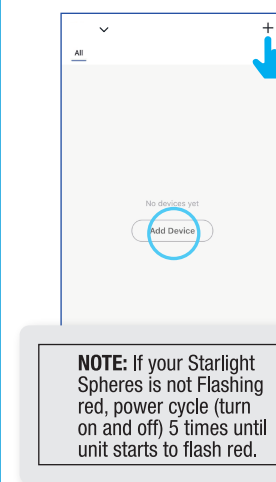 All
No devices yet
Add Device
NOTE: If your Starlight
Spheres is not Flashing
red, power cycle (turn
on and off) 5 times until
unit starts to flash red.